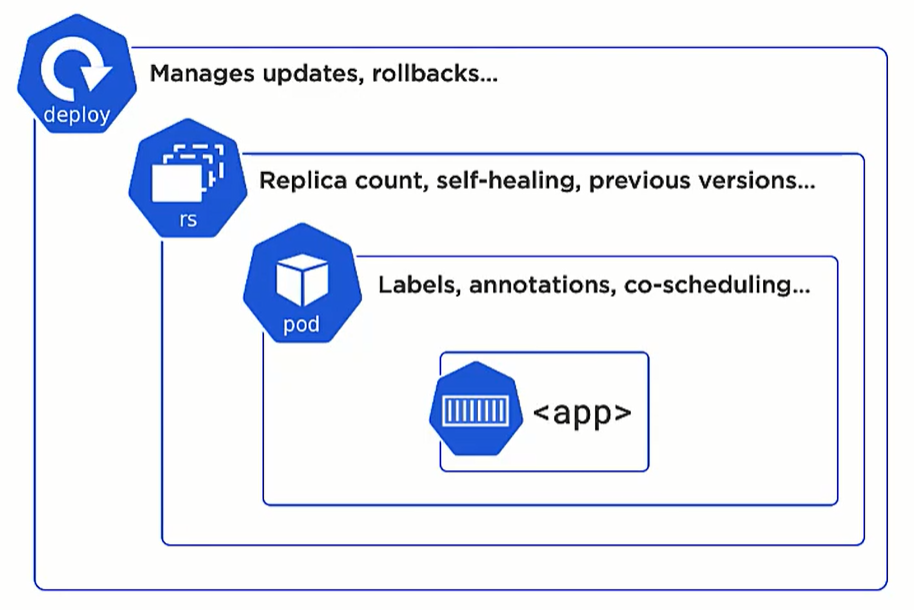 Manages updates, rollbacks...
deploy
Replica count, self-healing, previous versions...
rs
Labels, annotations, co-scheduling...
pod
<app>